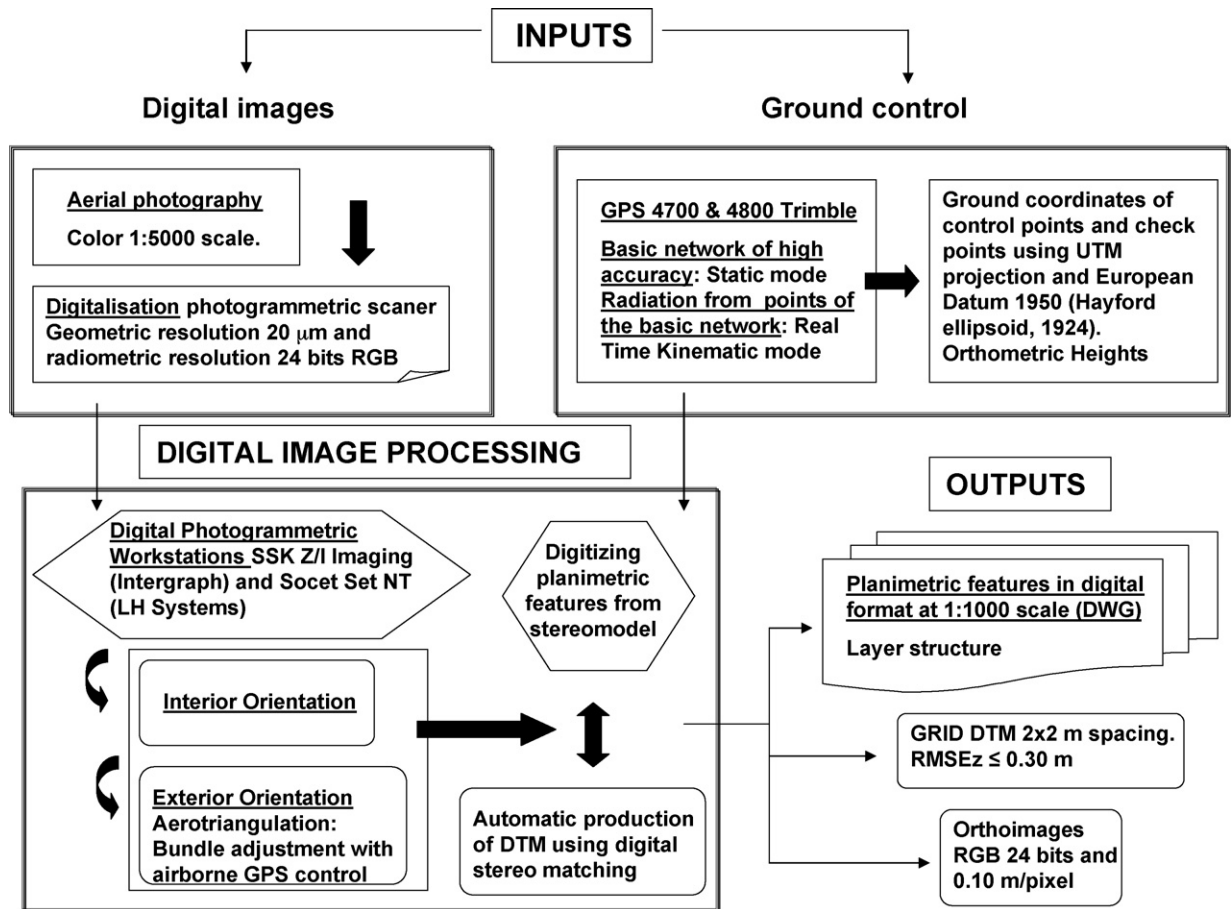 INPUTS
Digital images
Ground control
Aerial photography
Color 1:5000 scale.
Digitalisation photogrammetric scaner
Geometric resolution 20 μm and
radiometric resolution 24 bits RGB
GPS 4700 & 4800 Trimble
Basic network of high
accuracy: Static mode
Radiation from points of
the basic network: Real
Time Kinematic mode
Ground coordinates of
control points and check
points using UTM
projection and European
Datum 1950 (Hayford
ellipsoid, 1924).
Orthometric Heights
DIGITAL IMAGE PROCESSING
Digital Photogrammetric
Workstations SSK Z/I Imaging
(Intergraph) and Socet Set NT
(LH Systems)
Interior Orientation
Exterior Orientation
Aerotriangulation:
Bundle adjustment with
airborne GPS control
Digitizing
planimetric
features from
stereomodel
Automatic production
of DTM using digital
stereo matching
OUTPUTS
Planimetric features in digital
format at 1:1000 scale (DWG)
Layer structure
GRID DTM 2x2 m spacing.
RMSEz ≤ 0.30 m
Orthoimages
RGB 24 bits and
0.10 m/pixel